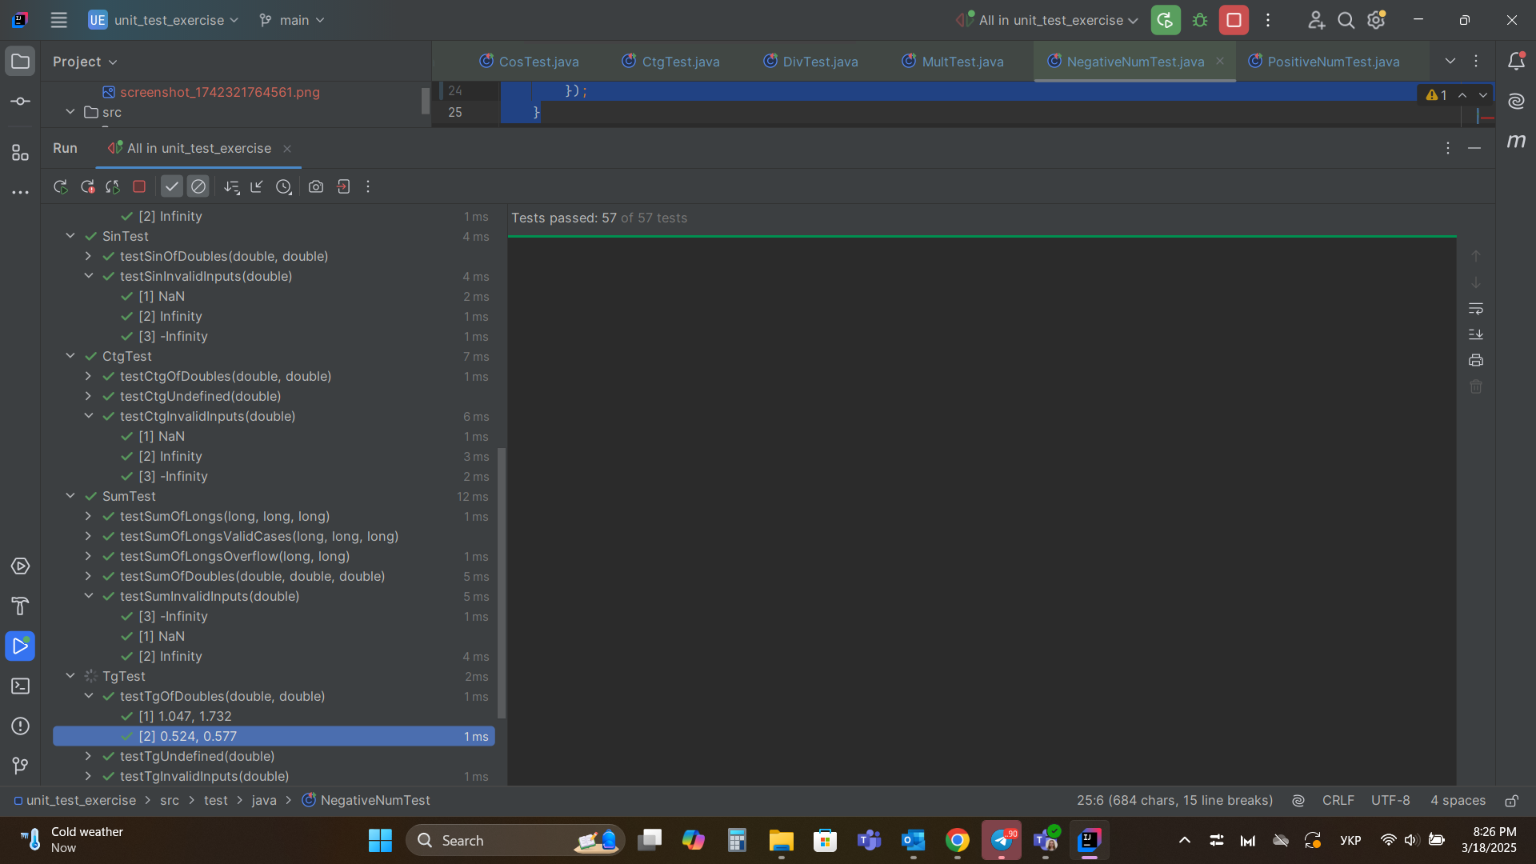 UE unit_test_exercise main All in unit_test_exercise
Project CosTest.java CtgTest.java DivTest.java MultTest.java NegativeNumTest.java PositiveNumTest.java
screenshot_1742321764561.png 24 }); 1
src 25 }
Run All in unit_test_exercise
[2] Infinity 1 ms Tests passed: 57 of 57 tests
SinTest 4 ms
testSinOfDoubles(double, double)
testSinInvalidInputs(double) 4 ms
[1] NaN 2 ms
[2] Infinity 1 ms
[3] -Infinity 1 ms
CtgTest 7 ms
testCtgOfDoubles(double, double) 1 ms
testCtgUndefined(double)
testCtgInvalidInputs(double) 6 ms
[1] NaN 1 ms
[2] Infinity 3 ms
[3] -Infinity 2 ms
SumTest 12 ms
testSumOfLongs(long, long, long) 1 ms
testSumOfLongsValidCases(long, long, long)
testSumOfLongsOverflow(long, long) 1 ms
testSumOfDoubles(double, double, double) 5 ms
testSumInvalidInputs(double) 5 ms
[3] -Infinity 1 ms
[1] NaN
[2] Infinity 4 ms
TgTest 2ms
testTgOfDoubles(double, double) 1 ms
[1] 1.047, 1.732
[2] 0.524, 0.577 1 ms
testTgUndefined(double)
testTgInvalidInputs(double) 1 ms
unit_test_exercise > src > test > java > NegativeNumTest 25:6 (684 chars, 15 line breaks) CRLF UTF-8 4 spaces
Cold weather
Now
Search
90
УКР
8:26 PM
3/18/2025